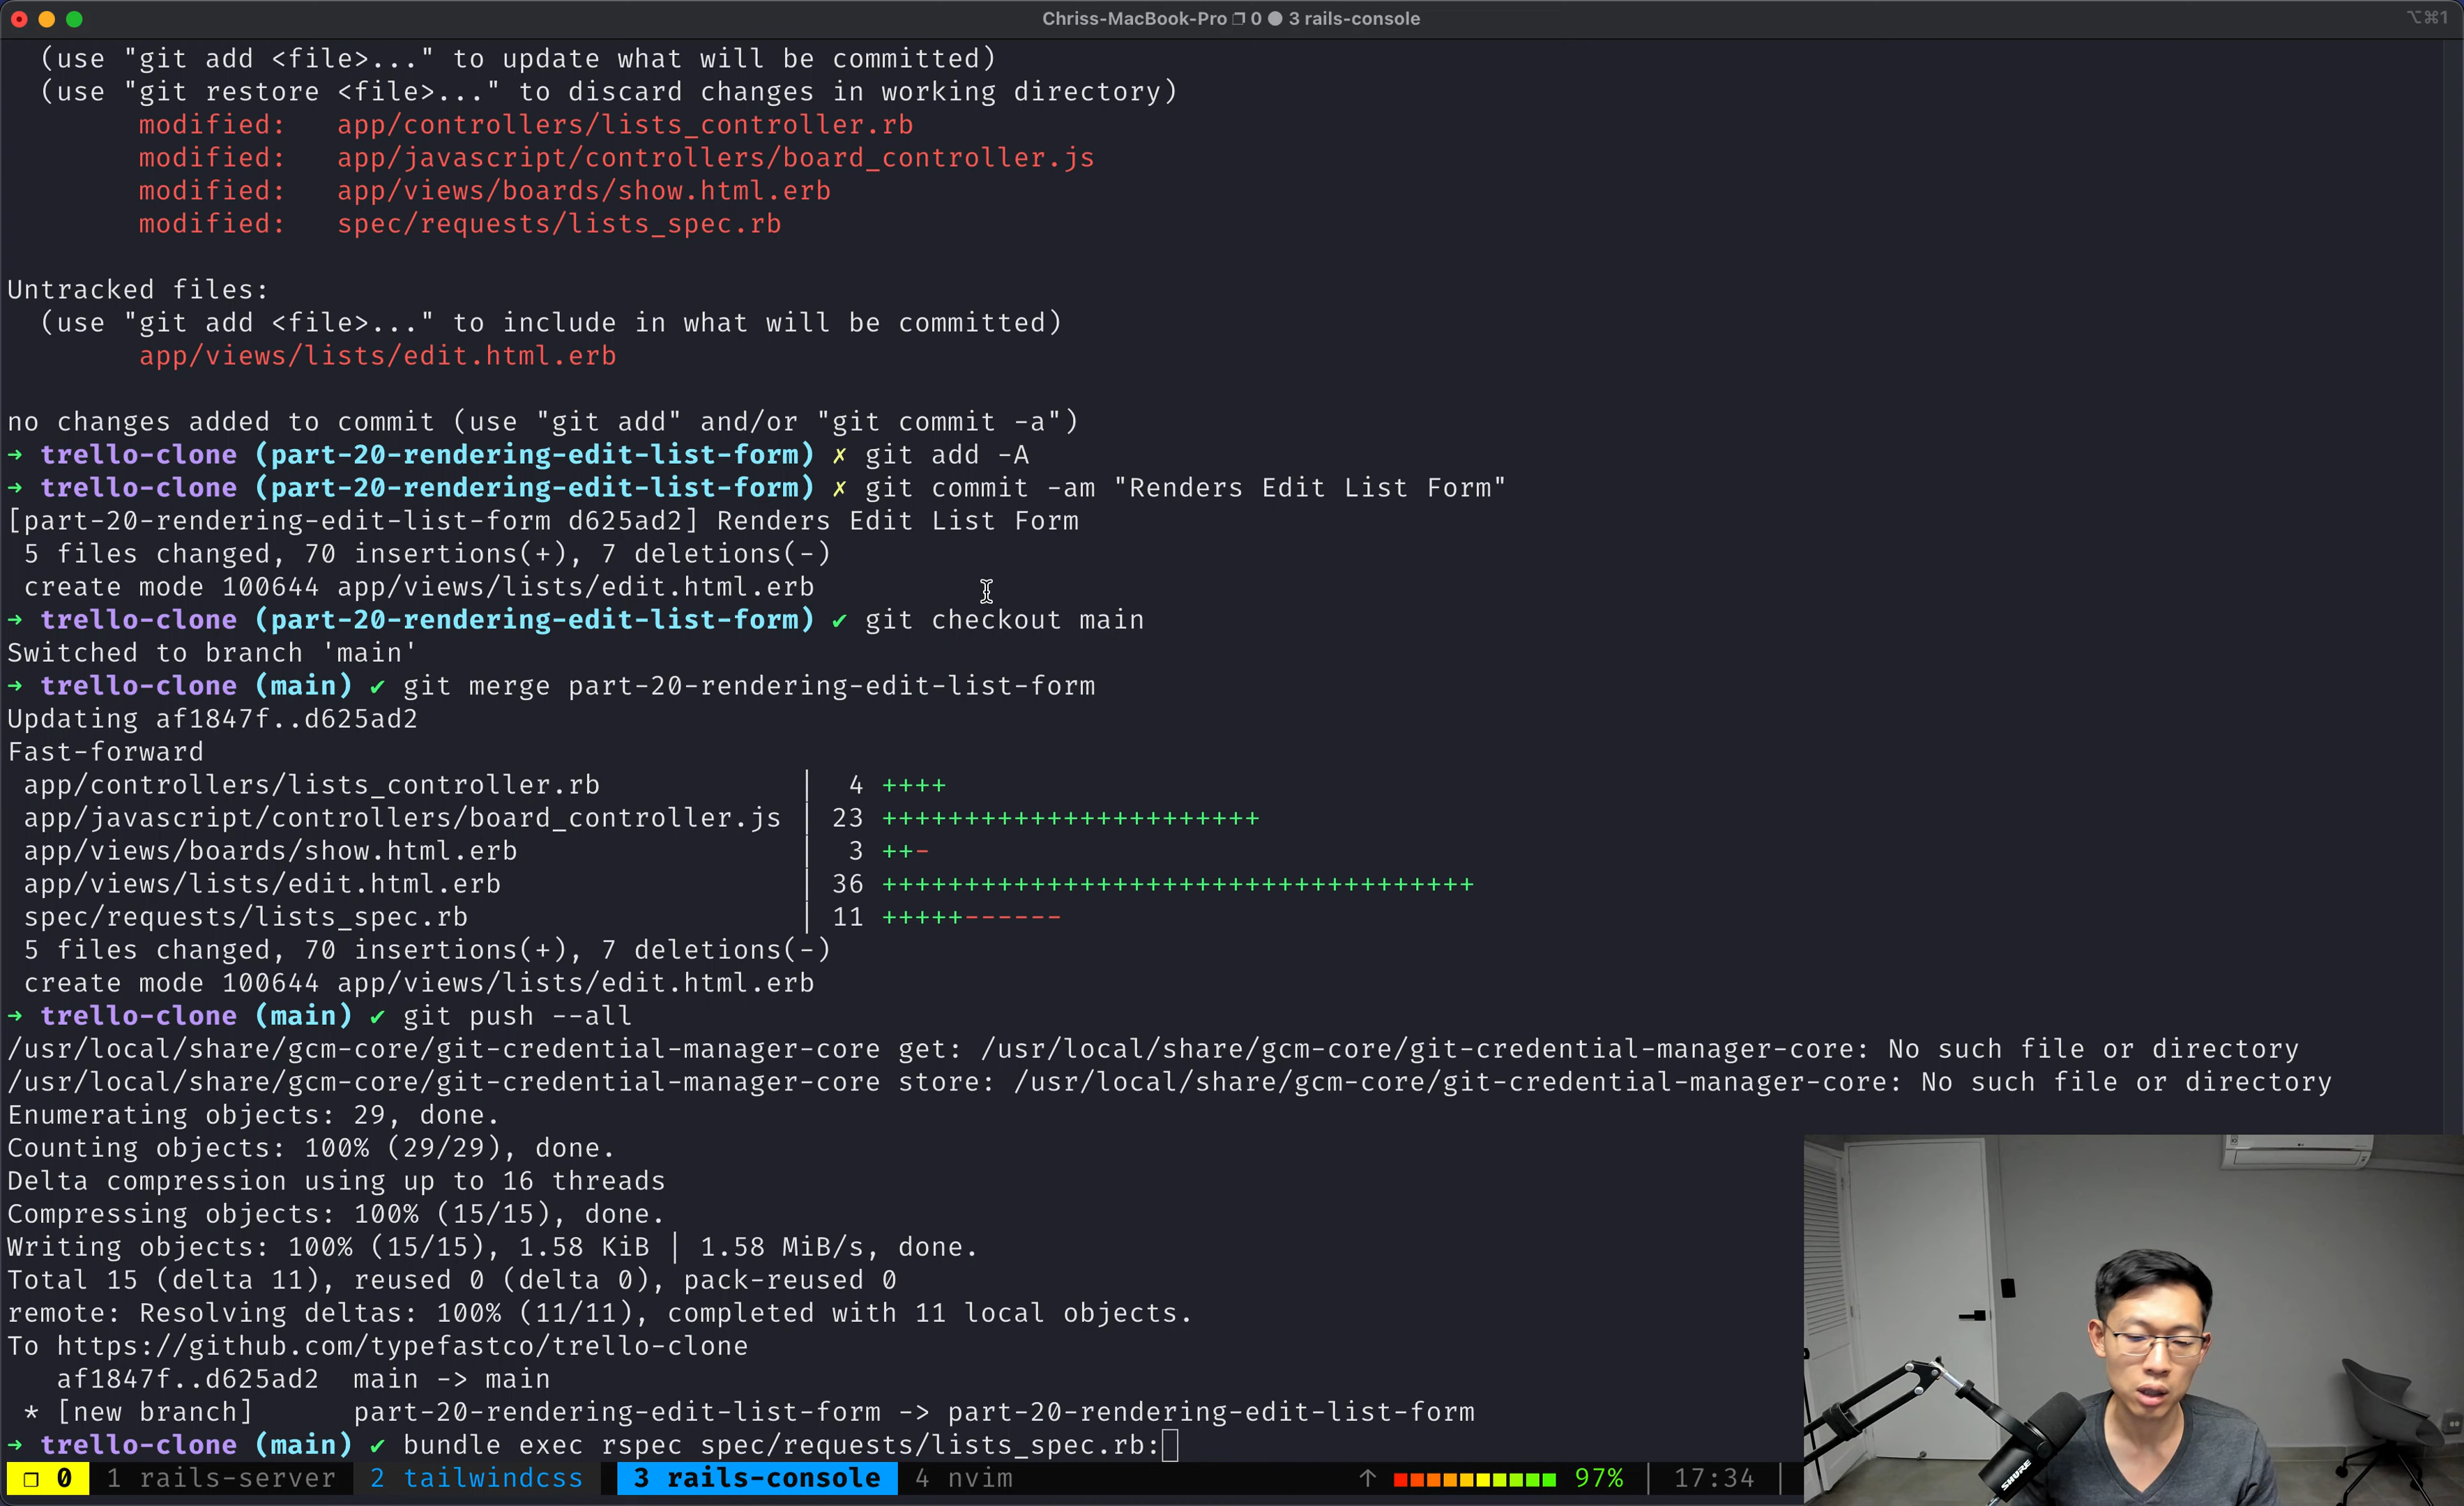 Chriss-MacBook-Pro ❐ 0 ● 3 rails-console
⌥⌘1
(use "git add <file>..." to update what will be committed)
(use "git restore <file>..." to discard changes in working directory)
modified:   app/controllers/lists_controller.rb
modified:   app/javascript/controllers/board_controller.js
modified:   app/views/boards/show.html.erb
modified:   spec/requests/lists_spec.rb
Untracked files:
(use "git add <file>..." to include in what will be committed)
app/views/lists/edit.html.erb
no changes added to commit (use "git add" and/or "git commit -a")
→ trello-clone (part-20-rendering-edit-list-form) ✗ git add -A
→ trello-clone (part-20-rendering-edit-list-form) ✗ git commit -am "Renders Edit List Form"
[part-20-rendering-edit-list-form d625ad2] Renders Edit List Form
5 files changed, 70 insertions(+), 7 deletions(-)
create mode 100644 app/views/lists/edit.html.erb
→ trello-clone (part-20-rendering-edit-list-form) ✔ git checkout main
Switched to branch 'main'
→ trello-clone (main) ✔ git merge part-20-rendering-edit-list-form
Updating af1847f..d625ad2
Fast-forward
app/controllers/lists_controller.rb | 4 ++++
app/javascript/controllers/board_controller.js | 23 +++++++++++++++++++++++
app/views/boards/show.html.erb | 3 ++-
app/views/lists/edit.html.erb | 36 ++++++++++++++++++++++++++++++++++++
spec/requests/lists_spec.rb | 11 +++++------
5 files changed, 70 insertions(+), 7 deletions(-)
create mode 100644 app/views/lists/edit.html.erb
→ trello-clone (main) ✔ git push --all
/usr/local/share/gcm-core/git-credential-manager-core get: /usr/local/share/gcm-core/git-credential-manager-core: No such file or directory
/usr/local/share/gcm-core/git-credential-manager-core store: /usr/local/share/gcm-core/git-credential-manager-core: No such file or directory
Enumerating objects: 29, done.
Counting objects: 100% (29/29), done.
Delta compression using up to 16 threads
Compressing objects: 100% (15/15), done.
Writing objects: 100% (15/15), 1.58 KiB | 1.58 MiB/s, done.
Total 15 (delta 11), reused 0 (delta 0), pack-reused 0
remote: Resolving deltas: 100% (11/11), completed with 11 local objects.
To https://github.com/typefastco/trello-clone
af1847f..d625ad2  main -> main
* [new branch]      part-20-rendering-edit-list-form -> part-20-rendering-edit-list-form
→ trello-clone (main) ✔ bundle exec rspec spec/requests/lists_spec.rb:
❐ 0 1 rails-server 2 tailwindcss 3 rails-console 4 nvim ↑ 97% | 17:34 |
SHURE